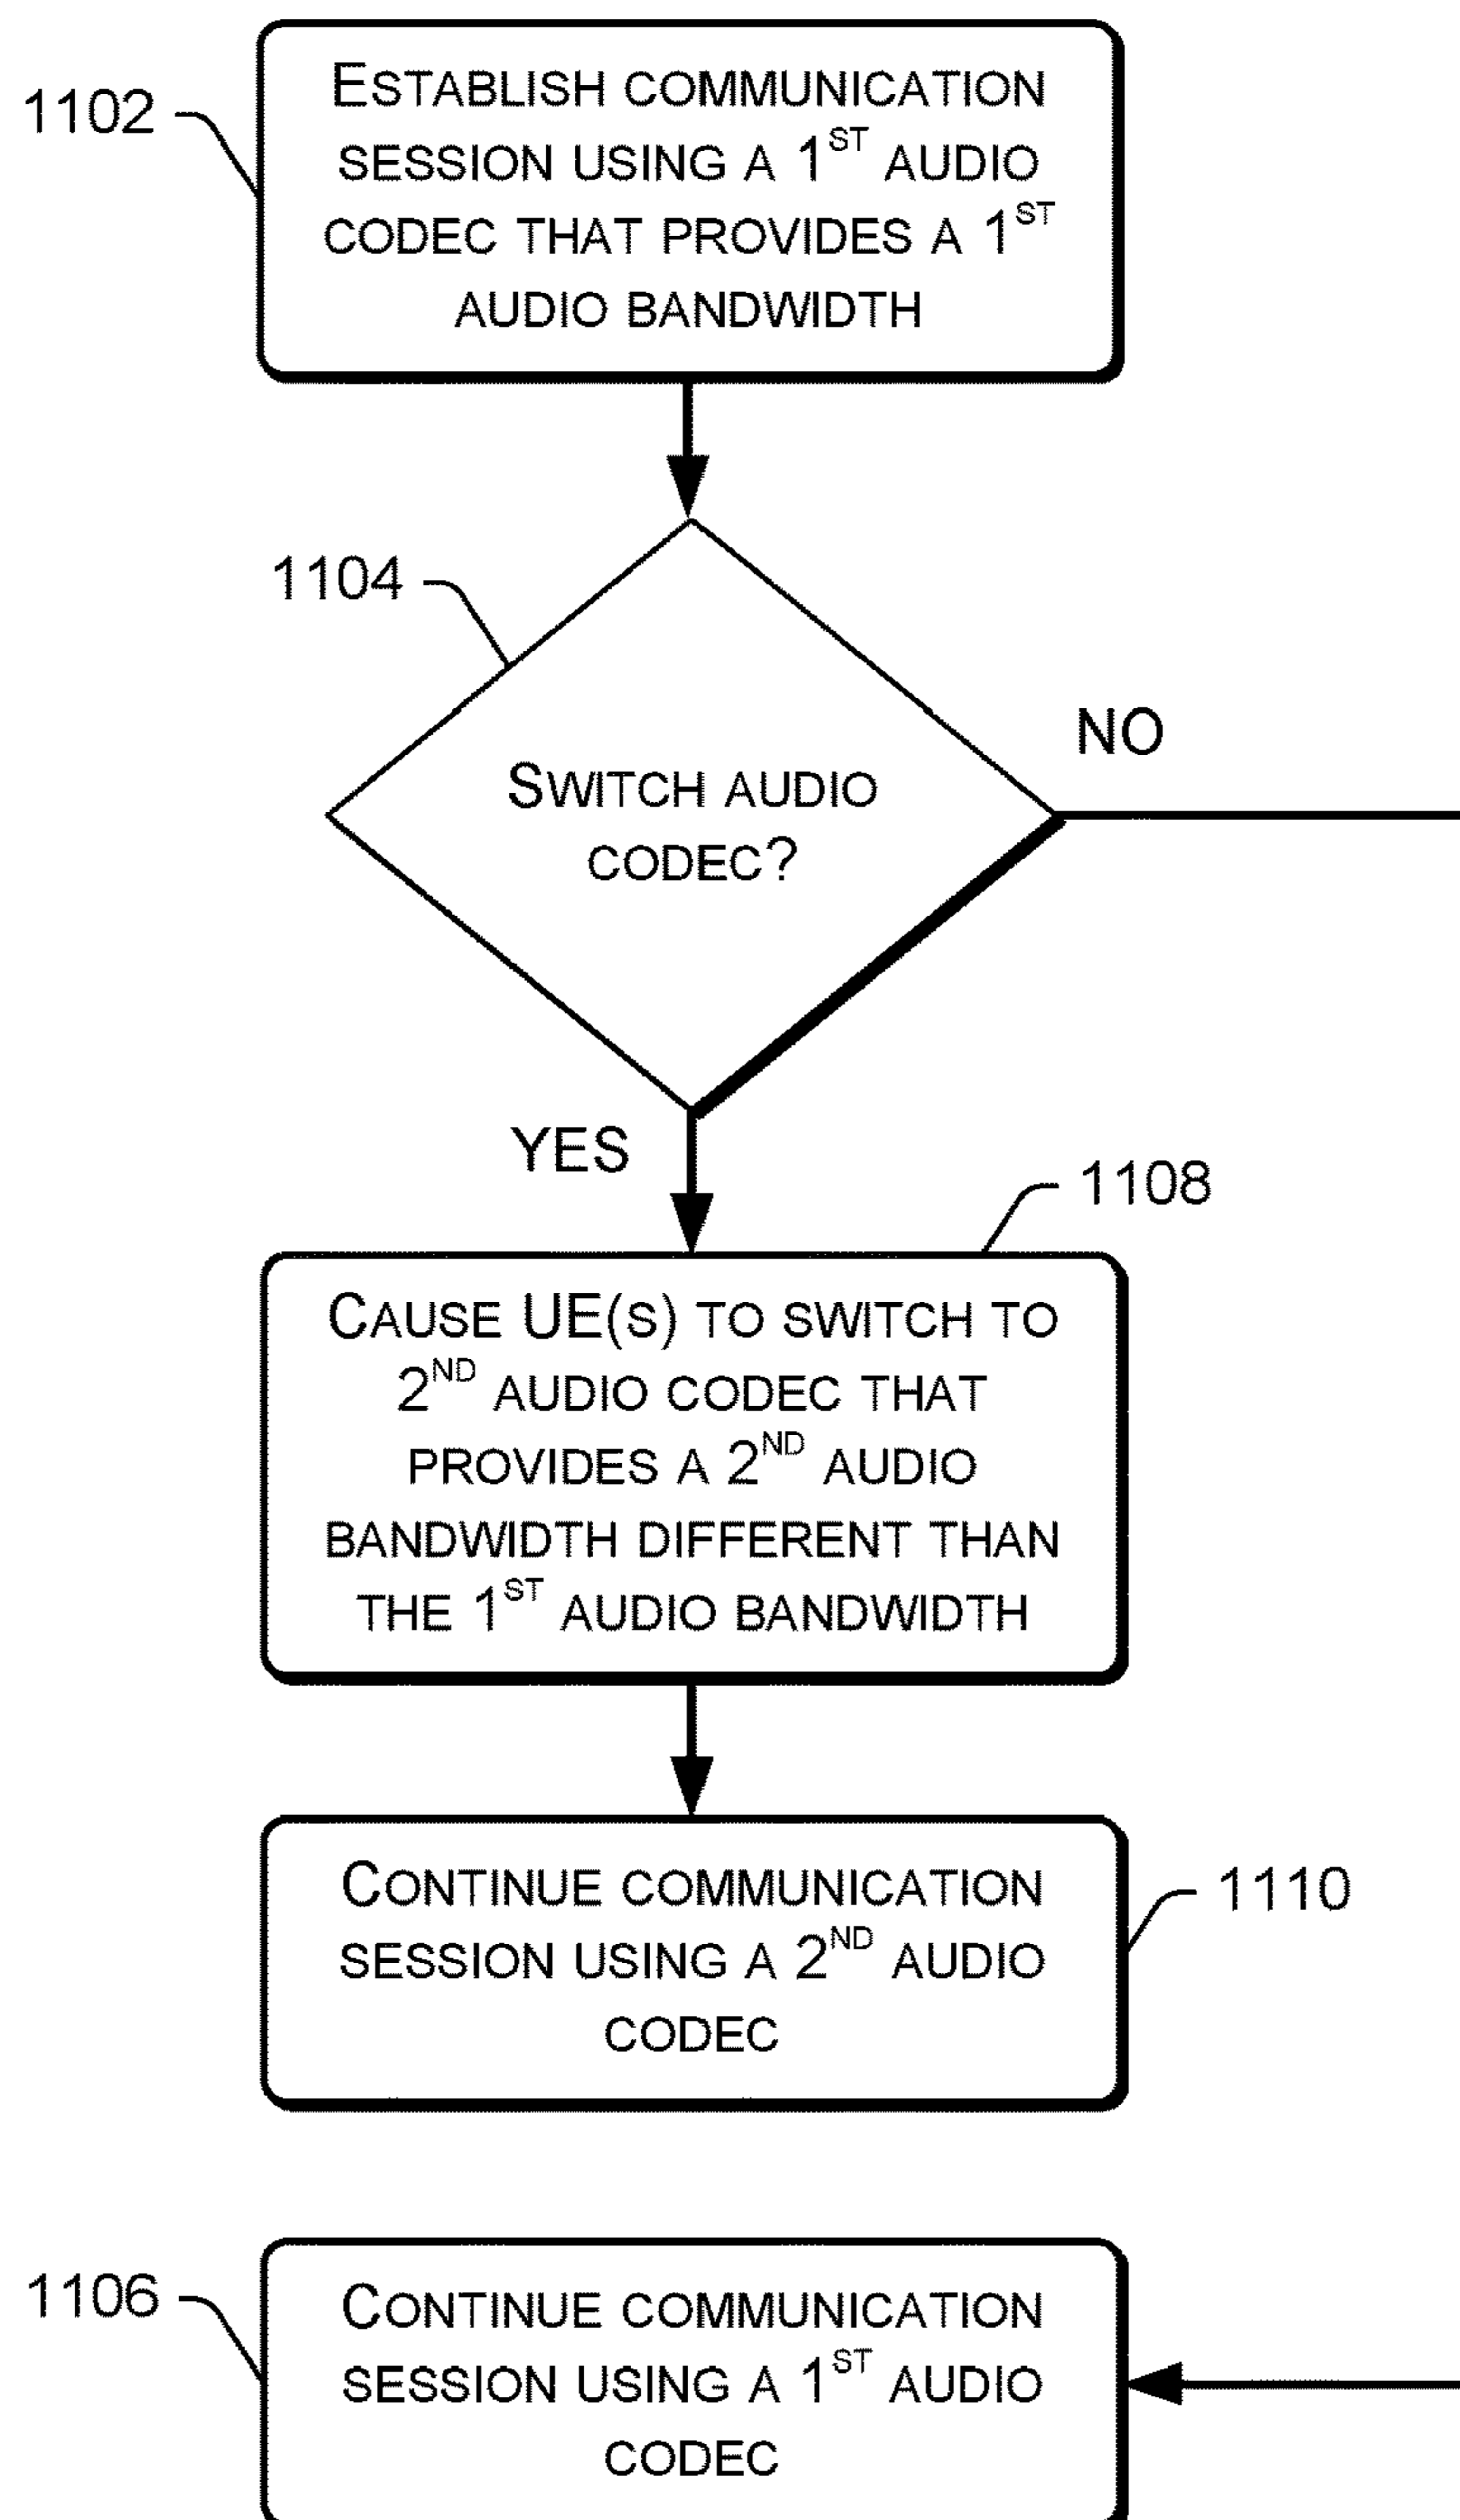 1102
ESTABLISH COMMUNICATION
SESSION USING A 1ST AUDIO
CODEC THAT PROVIDES A 1ST
AUDIO BANDWIDTH
1104
SWITCH AUDIO
CODEC?
NO
YES
1108
CAUSE UE(S) TO SWITCH TO
2ND AUDIO CODEC THAT
PROVIDES A 2ND AUDIO
BANDWIDTH DIFFERENT THAN
THE 1ST AUDIO BANDWIDTH
CONTINUE COMMUNICATION
SESSION USING A 2ND AUDIO
CODEC
1110
1106
CONTINUE COMMUNICATION
SESSION USING A 1ST AUDIO
CODEC